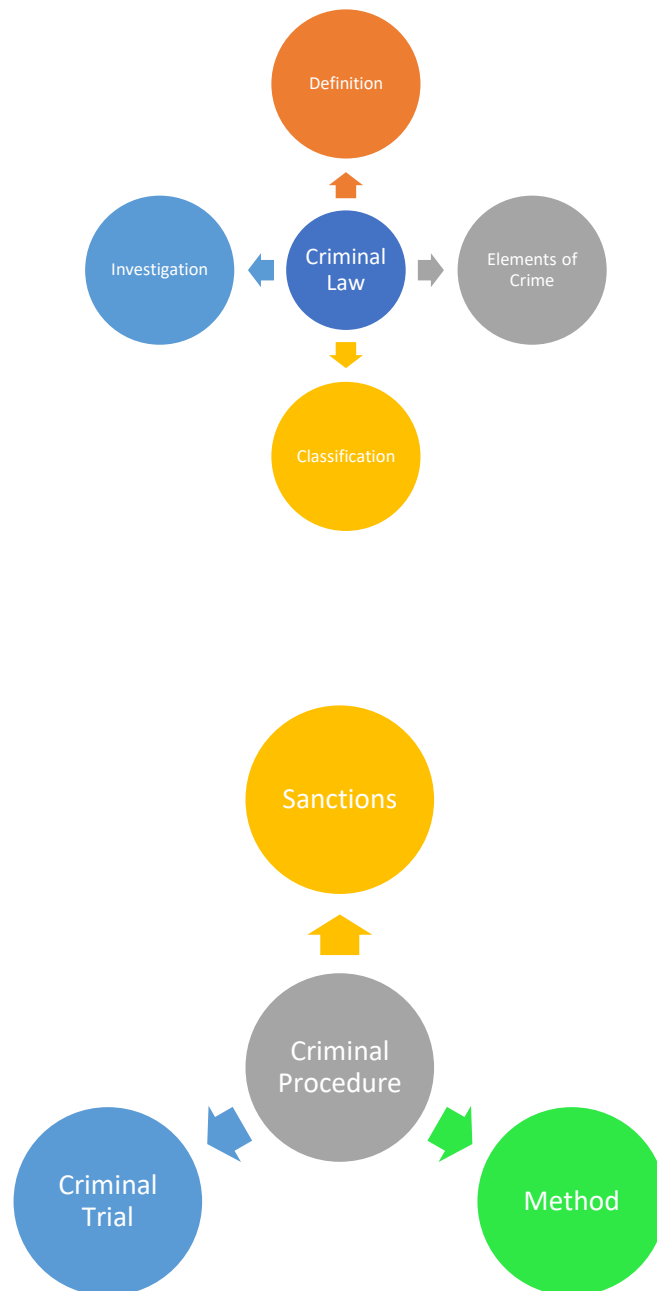 Definition
Investigation
Criminal
Law
Elements of
Crime
Classification
Sanctions
Criminal
Procedure
Criminal
Trial
Method